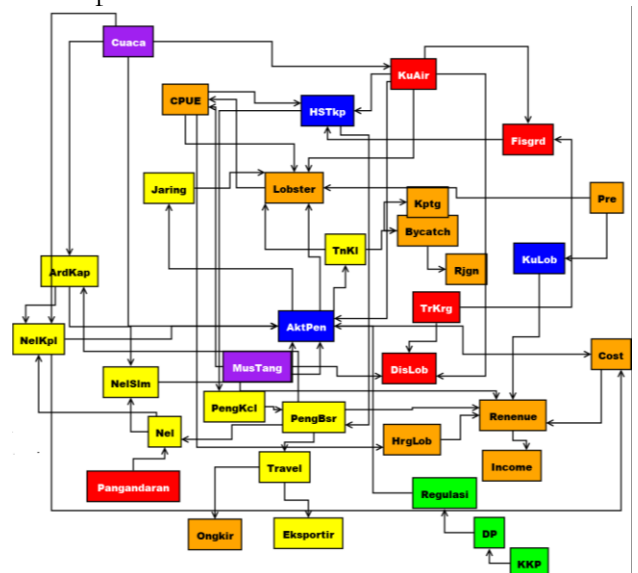 Cuaca
KuAir
CPUE
HSTkp
Fisgrd
Jaring
Lobster
Kptg
Pre
Bycatch
TnKl
KuLob
ArdKap
Rjgn
TrKrg
AktPen
NelKpl
Cost
MusTang
DisLob
NelSlm
PengKcl
PengBsr
Renenue
Nel
HrgLob
Travel
Income
Pangandaran
Regulasi
Ongkir
Eksportir
DP
KKP